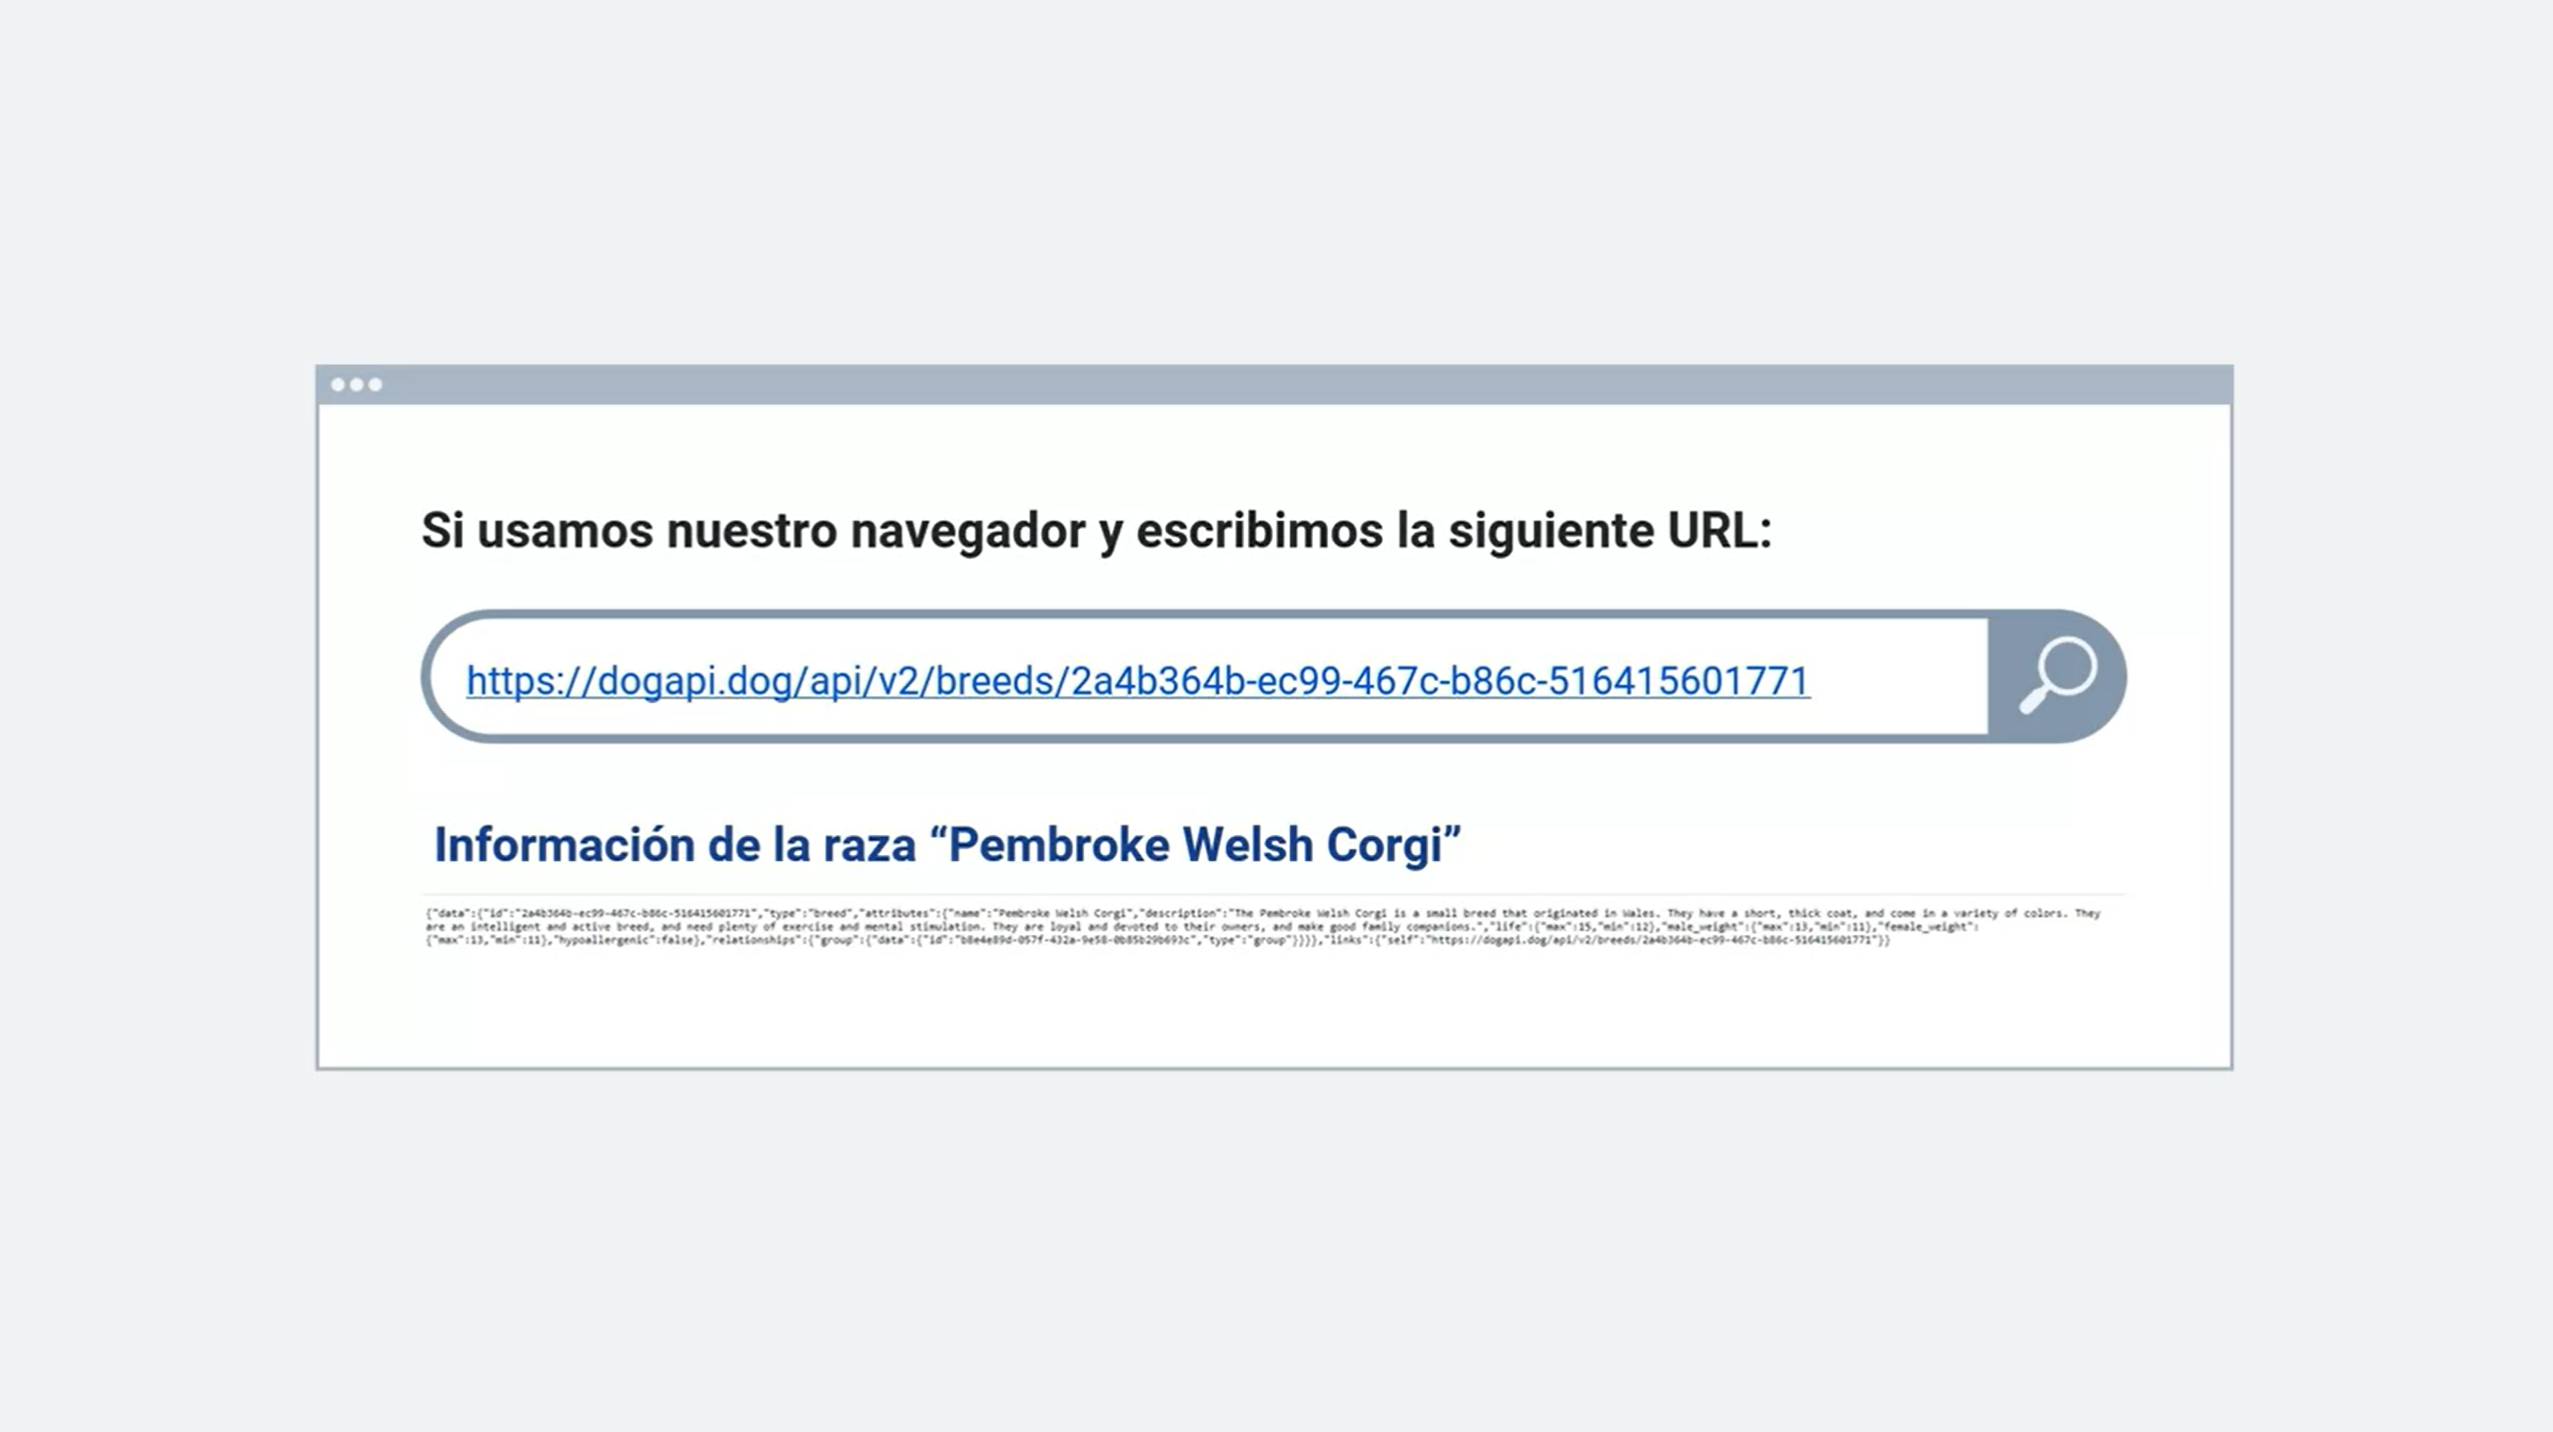 Si usamos nuestro navegador y escribimos la siguiente URL:
https://dogapi.dog/api/v2/breeds/2a4b364b-ec99-467c-b86c-516415601771
Información de la raza “Pembroke Welsh Corgi”
{"data":{"id":"2a4b364b-ec99-467c-b86c-516415601771","type":"breed","attributes":{"name":"Pembroke Welsh Corgi","description":"The Pembroke Welsh Corgi is a small breed that originated in Wales. They have a short, thick coat, and come in a variety of colors. They
are an intelligent and active breed, and need plenty of exercise and mental stimulation. They are loyal and devoted to their owners, and make good family companions.","life":{"max":15,"min":12},"male_weight":{"max":13,"min":11},"female_weight":
{"max":13,"min":11},"hypoallergenic":false},"relationships":{"group":{"data":{"id":"b8e4e89d-057f-432a-9e58-0b85b29b693c","type":"group"}}}},"links":{"self":"https://dogapi.dog/api/v2/breeds/2a4b364b-ec99-467c-b86c-516415601771"}}